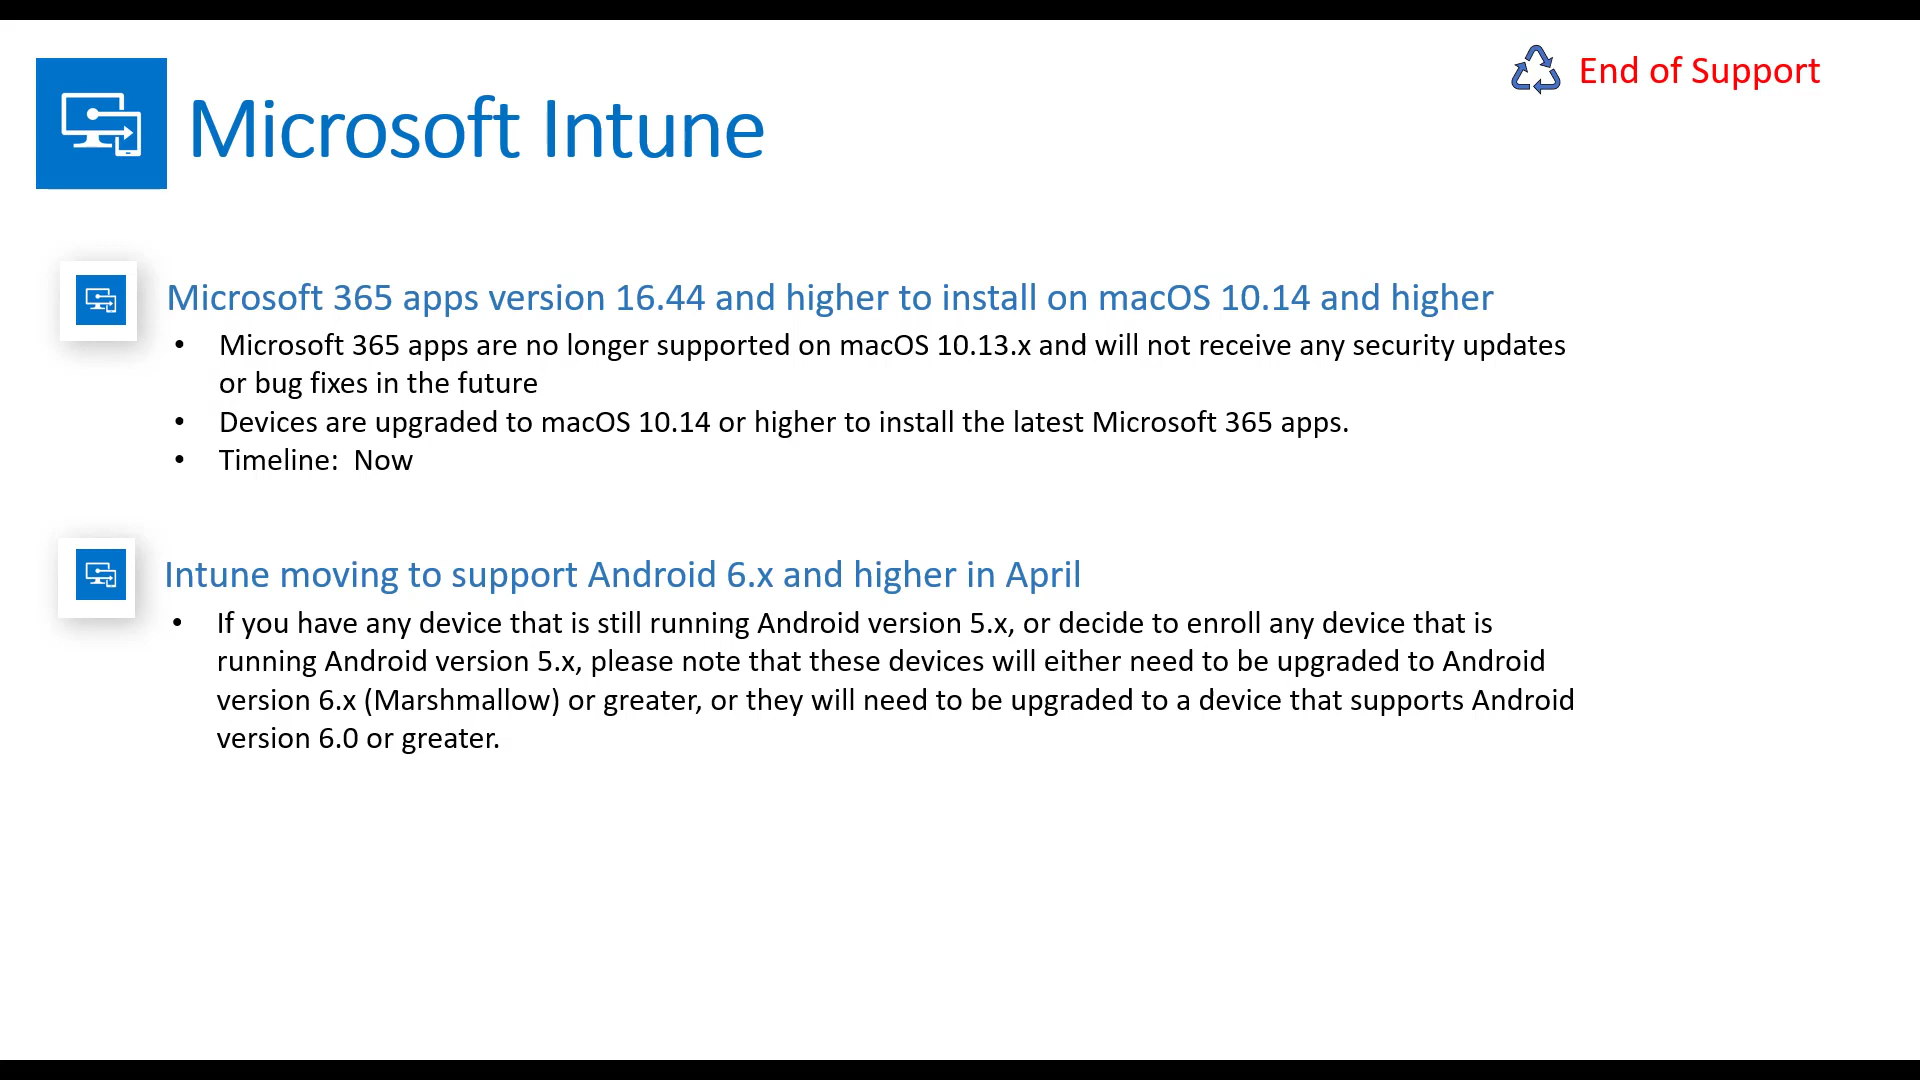 End of Support
Microsoft Intune
Microsoft 365 apps version 16.44 and higher to install on macOS 10.14 and higher
• Microsoft 365 apps are no longer supported on macOS 10.13.x and will not receive any security updates
or bug fixes in the future
• Devices are upgraded to macOS 10.14 or higher to install the latest Microsoft 365 apps.
• Timeline:  Now
Intune moving to support Android 6.x and higher in April
• If you have any device that is still running Android version 5.x, or decide to enroll any device that is
running Android version 5.x, please note that these devices will either need to be upgraded to Android
version 6.x (Marshmallow) or greater, or they will need to be upgraded to a device that supports Android
version 6.0 or greater.